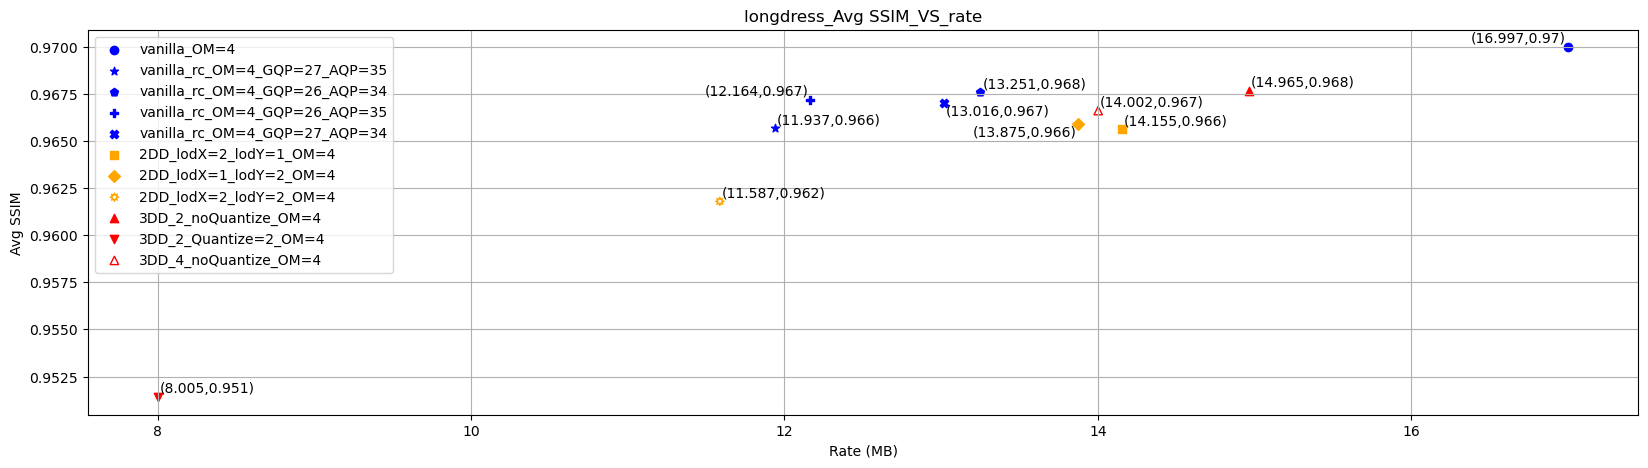 longdress_Avg SSIM_VS_rate
Avg SSIM
0.9700
0.9675
0.9650
0.9625
0.9600
0.9575
0.9550
0.9525
vanilla_OM=4
vanilla_rc_OM=4_GQP=27_AQP=35
vanilla_rc_OM=4_GQP=26_AQP=34
vanilla_rc_OM=4_GQP=26_AQP=35
vanilla_rc_OM=4_GQP=27_AQP=34
2DD_lodX=2_lodY=1_OM=4
2DD_lodX=1_lodY=2_OM=4
2DD_lodX=2_lodY=2_OM=4
3DD_2_noQuantize_OM=4
3DD_2_Quantize=2_OM=4
3DD_4_noQuantize_OM=4
(16.997,0.97)
(14.965,0.968)
(13.251,0.968)
(12.164,0.967)
(14.002,0.967)
(13.016,0.967)
(11.937,0.966)
(14.155,0.966)
(13.875,0.966)
(11.587,0.962)
(8.005,0.951)
8
10
12
14
16
Rate (MB)